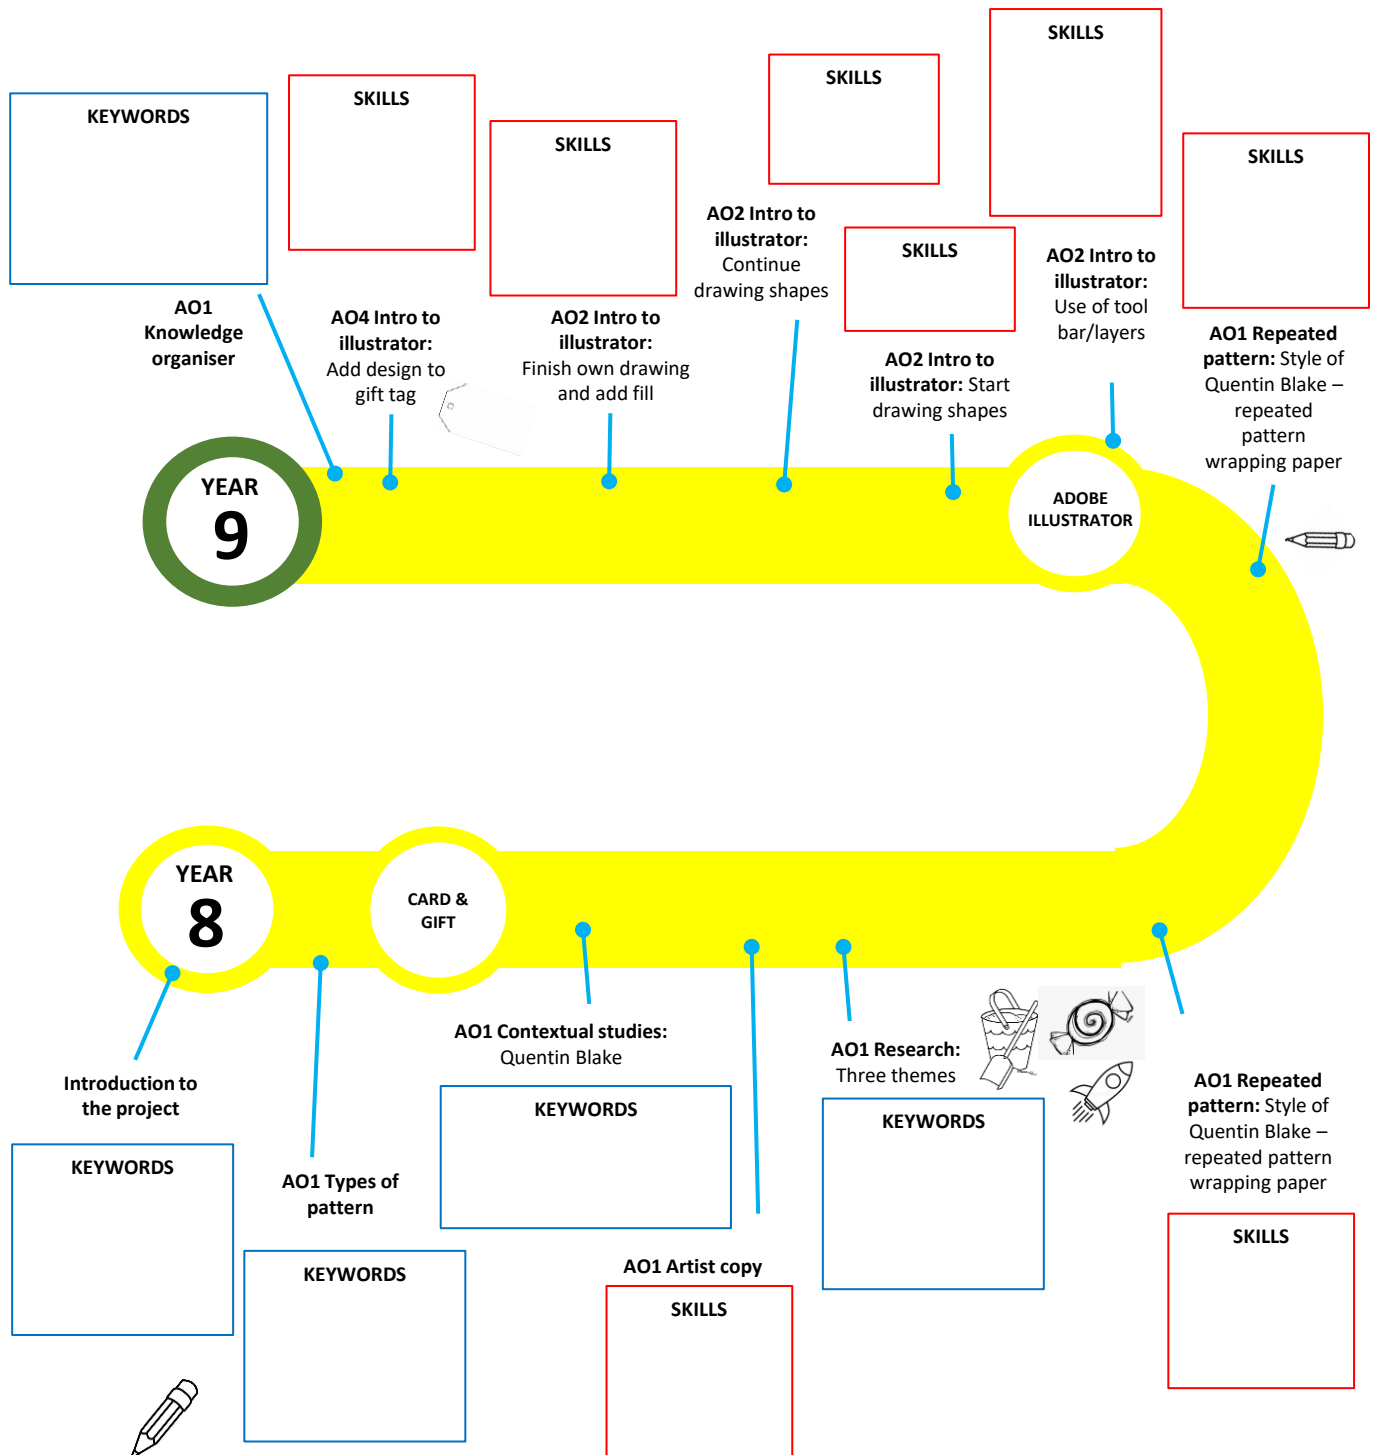 SKILLS
SKILLS
KEYWORDS
SKILLS
SKILLS
SKILLS
AO2 Intro to
illustrator:
Continue
drawing shapes
SKILLS
AO2 Intro to
illustrator:
Use of tool
bar/layers
AO1
Knowledge
organiser
AO4 Intro to
illustrator:
Add design to
gift tag
AO2 Intro to
illustrator:
Finish own drawing
and add fill
AO2 Intro to
illustrator: Start
drawing shapes
AO1 Repeated
pattern: Style of
Quentin Blake –
repeated
pattern
wrapping paper
YEAR
9
ADOBE
ILLUSTRATOR
YEAR
8
CARD &
GIFT
Introduction to
the project
KEYWORDS
AO1 Types of
pattern
KEYWORDS
AO1 Contextual studies:
Quentin Blake
KEYWORDS
AO1 Artist copy
SKILLS
AO1 Research:
Three themes
KEYWORDS
AO1 Repeated
pattern: Style of
Quentin Blake –
repeated pattern
wrapping paper
SKILLS